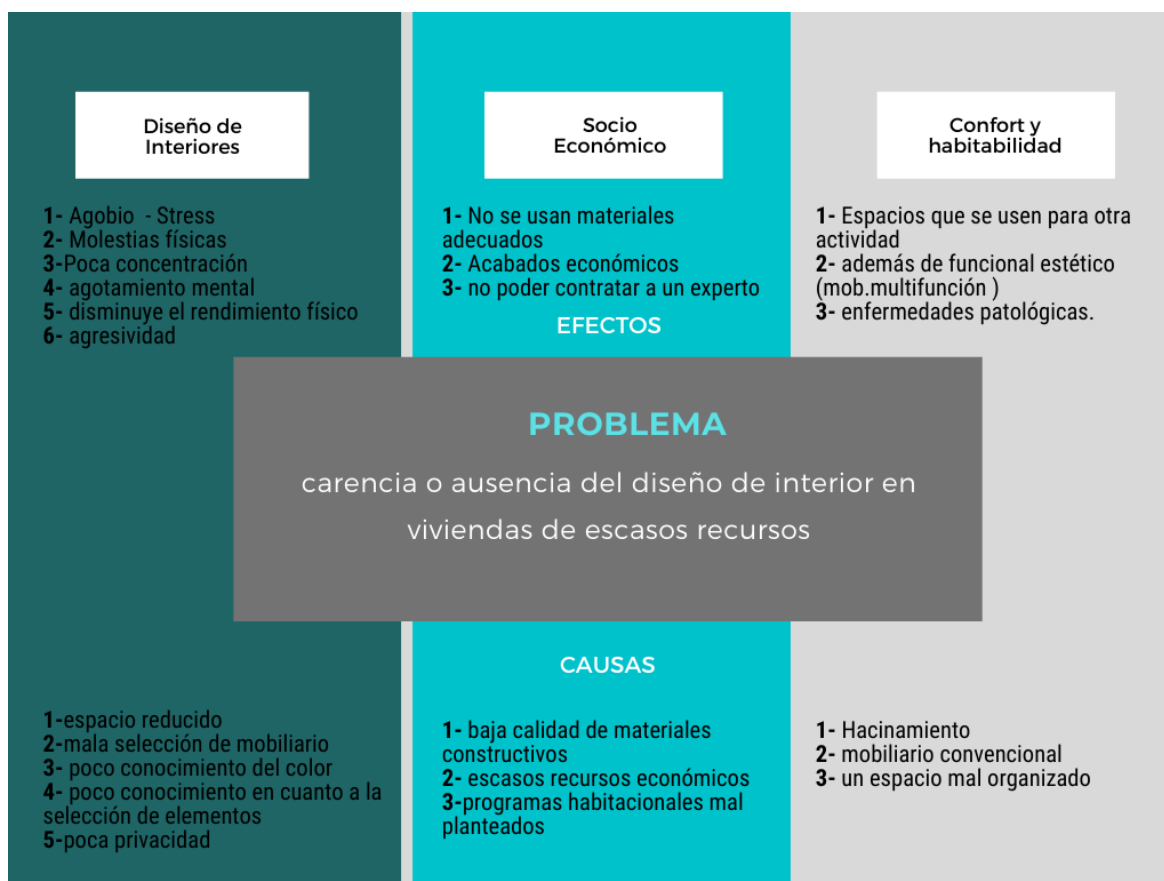 Diseño de
Interiores
1- Agobio - Stress
2- Molestias físicas
3-Poca concentración
4- agotamiento mental
5- disminuye el rendimiento físico
6- agresividad
Socio
Económico
1- No se usan materiales
adecuados
2- Acabados económicos
3- no poder contratar a un experto
Confort y
habitabilidad
1- Espacios que se usen para otra
actividad
2- además de funcional estético
(mob.multifunción )
3- enfermedades patológicas.
EFECTOS
PROBLEMA
carencia o ausencia del diseño de interior en
viviendas de escasos recursos
CAUSAS
1-espacio reducido
2-mala selección de mobiliario
3- poco conocimiento del color
4- poco conocimiento en cuanto a la
selección de elementos
5-poca privacidad
1- baja calidad de materiales
constructivos
2- escasos recursos económicos
3-programas habitacionales mal
planteados
1- Hacinamiento
2- mobiliario convencional
3- un espacio mal organizado